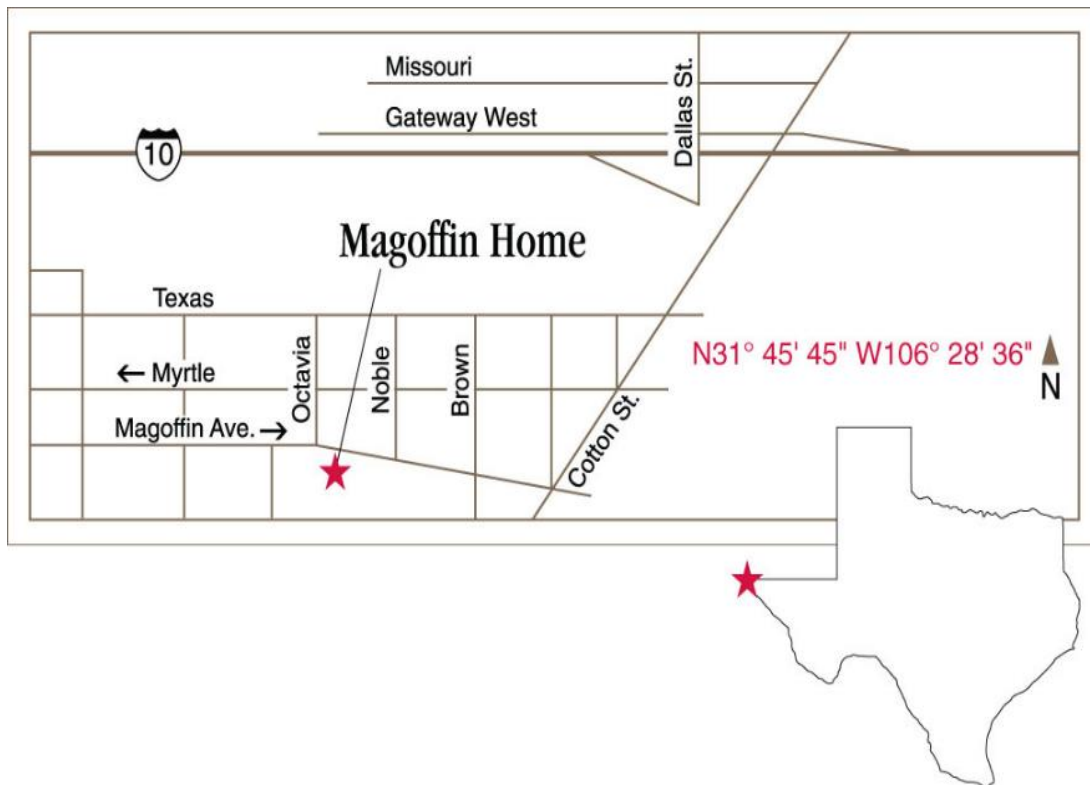 Missouri
Dallas St.
Gateway West
10
Magoffin Home
Texas
Octavia
Noble
Brown
N31° 45' 45" W106° 28' 36"
← Myrtle
N
Magoffin Ave. →
Cotton St.